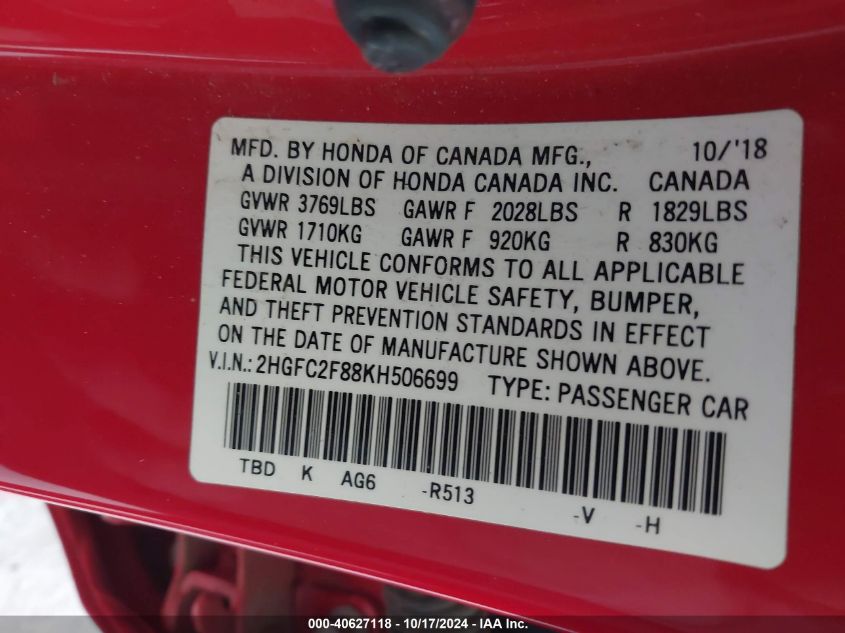 MFD. BY HONDA OF CANADA MFG., 10/'18
A DIVISION OF HONDA CANADA INC. CANADA
GVWR 3769LBS GAWR F 2028LBS R 1829LBS
GVWR 1710KG GAWR F 920KG R 830KG
THIS VEHICLE CONFORMS TO ALL APPLICABLE
FEDERAL MOTOR VEHICLE SAFETY, BUMPER,
AND THEFT PREVENTION STANDARDS IN EFFECT
ON THE DATE OF MANUFACTURE SHOWN ABOVE.
V.I.N.: 2HGFC2F88KH506699 TYPE: PASSENGER CAR
TBD K AG6 -R513 -V -H
000-40627118 - 10/17/2024 - IAA Inc.